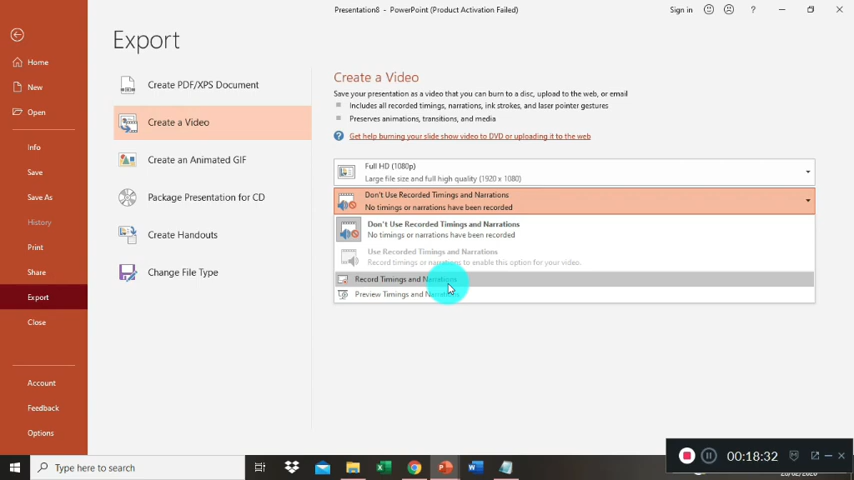 Presentation8 - PowerPoint (Product Activation Failed)
Sign in
?
Export
Home
New
Open
Info
Save
Save As
History
Print
Share
Export
Close
Account
Feedback
Options
Create PDF/XPS Document
Create a Video
Create an Animated GIF
Package Presentation for CD
Create Handouts
Change File Type
Create a Video
Save your presentation as a video that you can burn to a disc, upload to the web, or email
Includes all recorded timings, narrations, ink strokes, and laser pointer gestures
Preserves animations, transitions, and media
Get help burning your slide show video to DVD or uploading it to the web
Full HD (1080p)
Large file size and full high quality (1920 x 1080)
Don't Use Recorded Timings and Narrations
No timings or narrations have been recorded
Don't Use Recorded Timings and Narrations
No timings or narrations have been recorded
Use Recorded Timings and Narrations
Record timings or narrations to enable this option for your video.
Record Timings and Narrations
Preview Timings and Narrations
00:18:32
Type here to search